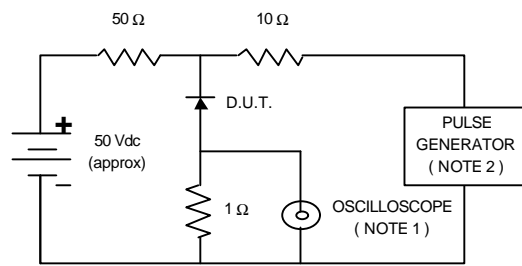 50 Ω
10 Ω
D.U.T.
+
50 Vdc
(approx)
−
1 Ω
OSCILLOSCOPE
( NOTE 1 )
PULSE
GENERATOR
( NOTE 2 )